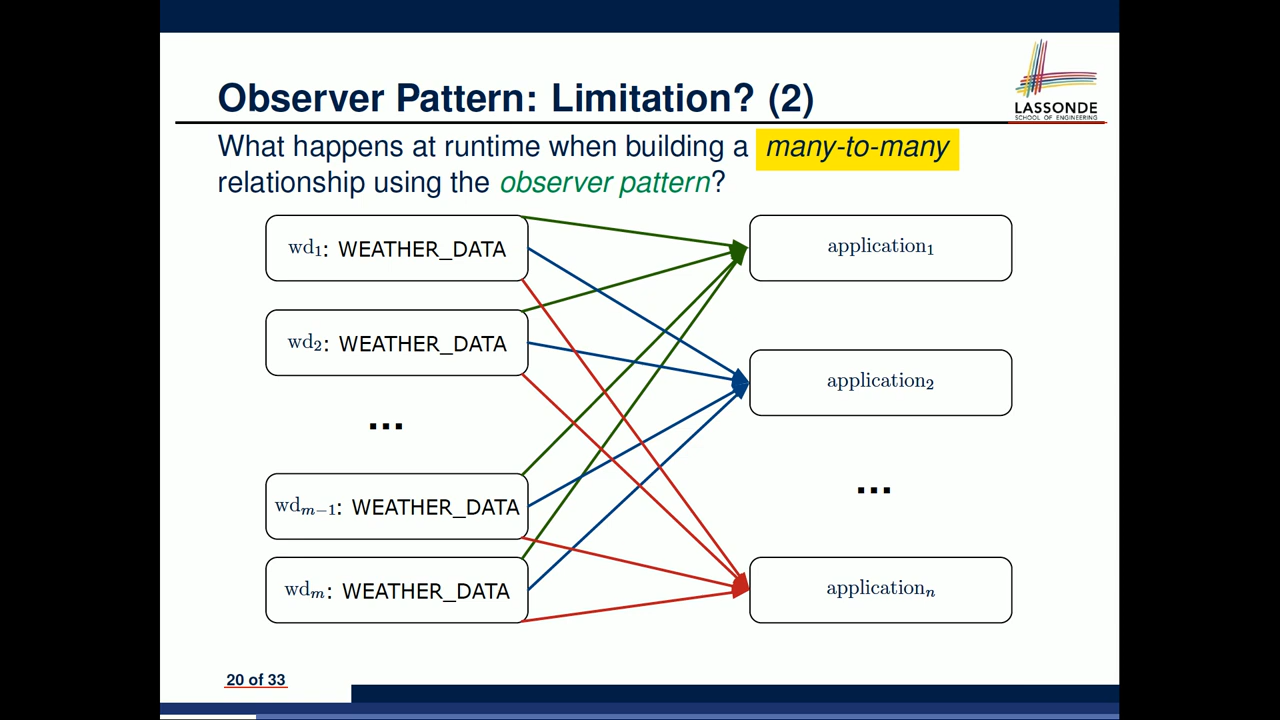 Observer Pattern: Limitation? (2)
LASSONDE
SCHOOL OF ENGINEERING
What happens at runtime when building a many-to-many
relationship using the observer pattern?
wd₁: WEATHER_DATA
application₁
wd₂: WEATHER_DATA
application₂
...
...
wdₘ₋₁: WEATHER_DATA
wdₘ: WEATHER_DATA
applicationₙ
20 of 33